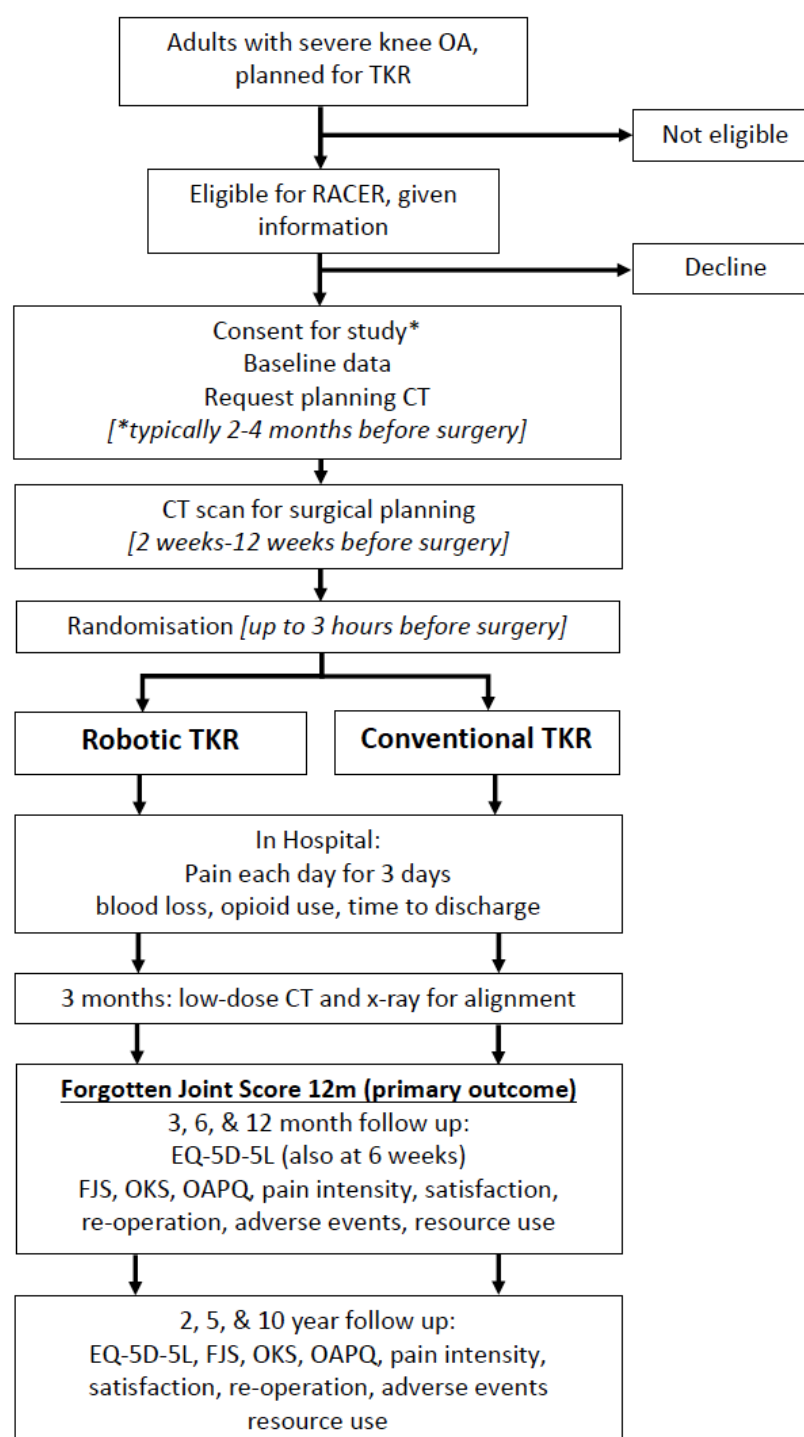 Adults with severe knee OA,
planned for TKR
Not eligible
Eligible for RACER, given
information
Decline
Consent for study*
Baseline data
Request planning CT
[*typically 2-4 months before surgery]
CT scan for surgical planning
[2 weeks-12 weeks before surgery]
Randomisation [up to 3 hours before surgery]
Robotic TKR
Conventional TKR
In Hospital:
Pain each day for 3 days
blood loss, opioid use, time to discharge
3 months: low-dose CT and x-ray for alignment
Forgotten Joint Score 12m (primary outcome)
3, 6, & 12 month follow up:
EQ-5D-5L (also at 6 weeks)
FJS, OKS, OAPQ, pain intensity, satisfaction,
re-operation, adverse events, resource use
2, 5, & 10 year follow up:
EQ-5D-5L, FJS, OKS, OAPQ, pain intensity,
satisfaction, re-operation, adverse events
resource use